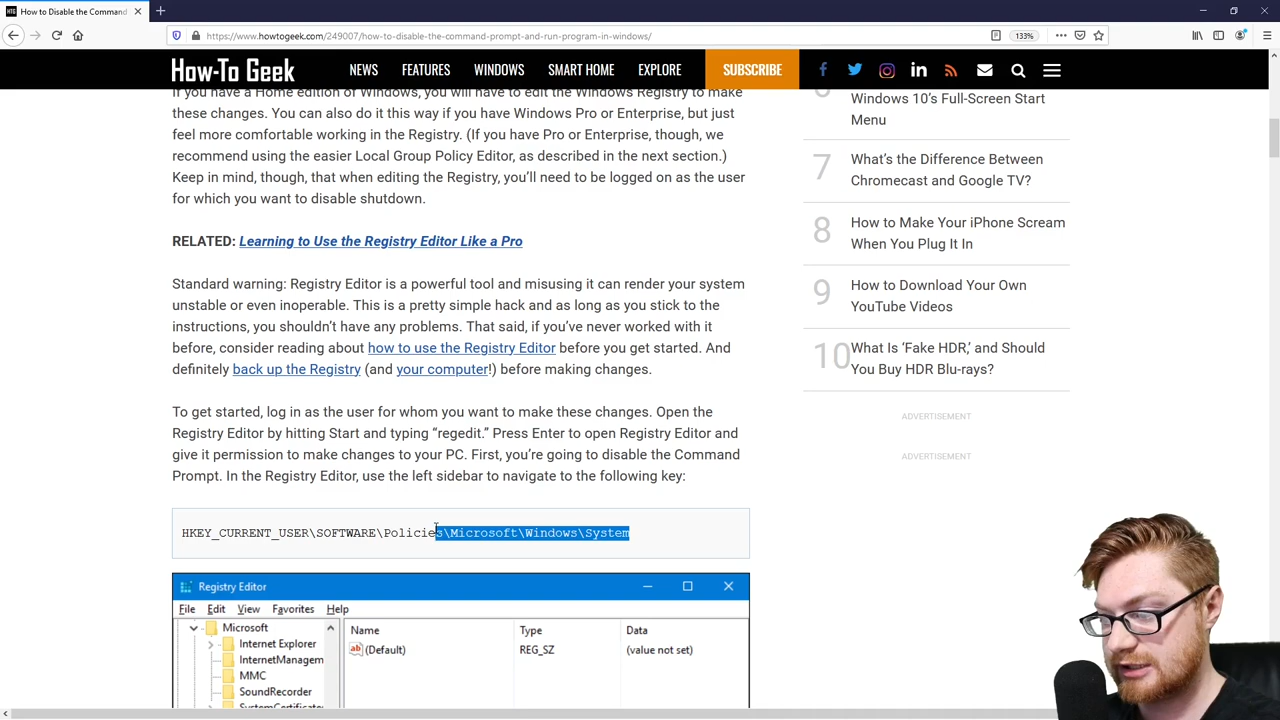 How to Disable the Command
https://www.howtogeek.com/249007/how-to-disable-the-command-prompt-and-run-program-in-windows/
133%
How-To Geek
NEWS
FEATURES
WINDOWS
SMART HOME
EXPLORE
SUBSCRIBE
If you have a Home edition of Windows, you will have to edit the Windows Registry to make
these changes. You can also do it this way if you have Windows Pro or Enterprise, but just
feel more comfortable working in the Registry. (If you have Pro or Enterprise, though, we
recommend using the easier Local Group Policy Editor, as described in the next section.)
Keep in mind, though, that when editing the Registry, you'll need to be logged on as the user
for which you want to disable shutdown.
RELATED: Learning to Use the Registry Editor Like a Pro
Standard warning: Registry Editor is a powerful tool and misusing it can render your system
unstable or even inoperable. This is a pretty simple hack and as long as you stick to the
instructions, you shouldn't have any problems. That said, if you've never worked with it
before, consider reading about how to use the Registry Editor before you get started. And
definitely back up the Registry (and your computer!) before making changes.
To get started, log in as the user for whom you want to make these changes. Open the
Registry Editor by hitting Start and typing "regedit." Press Enter to open Registry Editor and
give it permission to make changes to your PC. First, you're going to disable the Command
Prompt. In the Registry Editor, use the left sidebar to navigate to the following key:
HKEY_CURRENT_USER\SOFTWARE\Policies\Microsoft\Windows\System
Registry Editor
File Edit View Favorites Help
Microsoft
Internet Explorer
InternetManagem
MMC
SoundRecorder
SystemCertificate
Name Type Data
ab (Default) REG_SZ (value not set)
Windows 10's Full-Screen Start
Menu
7 What's the Difference Between
Chromecast and Google TV?
8 How to Make Your iPhone Scream
When You Plug It In
9 How to Download Your Own
YouTube Videos
10 What Is 'Fake HDR,' and Should
You Buy HDR Blu-rays?
ADVERTISEMENT
ADVERTISEMENT